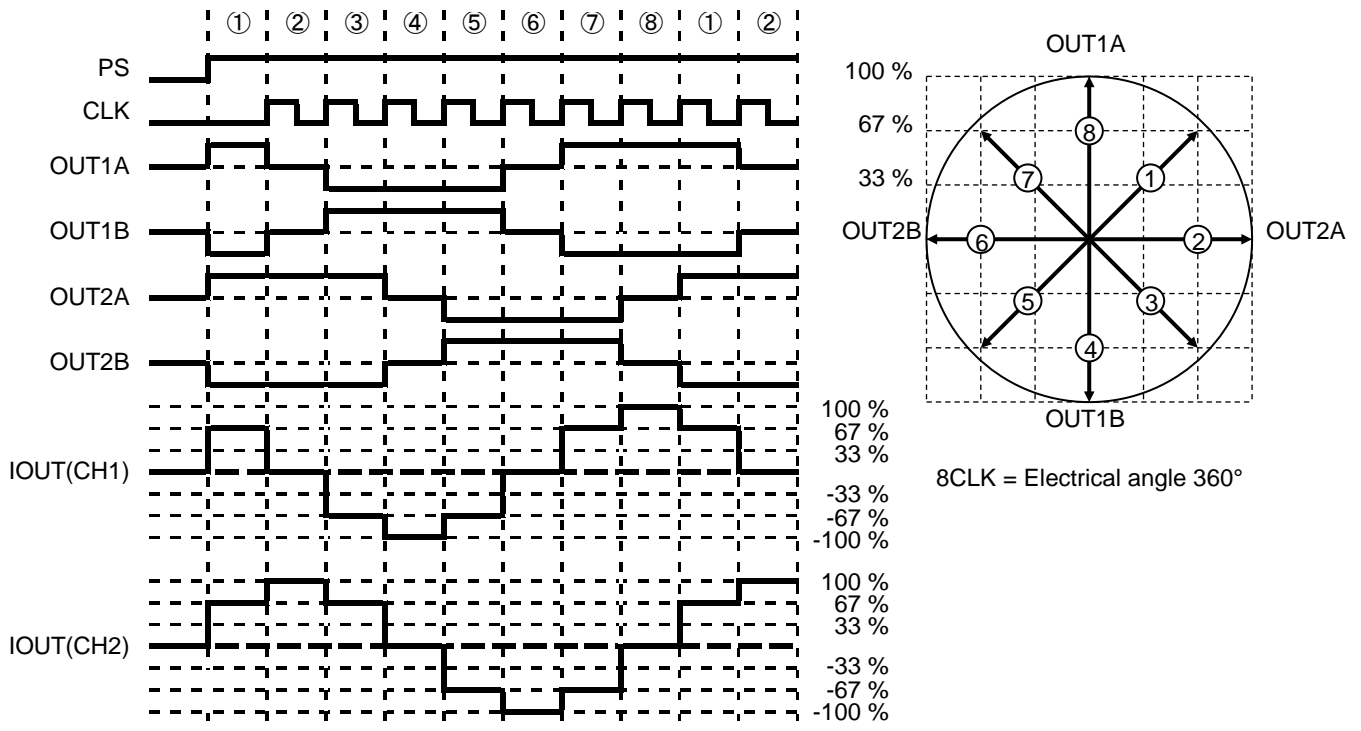 ① ② ③ ④ ⑤ ⑥ ⑦ ⑧ ① ②
PS
CLK
OUT1A
OUT1B
OUT2A
OUT2B
IOUT(CH1)
100 %
67 %
33 %
-33 %
-67 %
-100 %
IOUT(CH2)
100 %
67 %
33 %
-33 %
-67 %
-100 %
OUT1A
100 %
67 %
33 %
OUT2B
OUT2A
OUT1B
⑧
⑦
①
⑥
②
⑤
③
④
8CLK = Electrical angle 360°